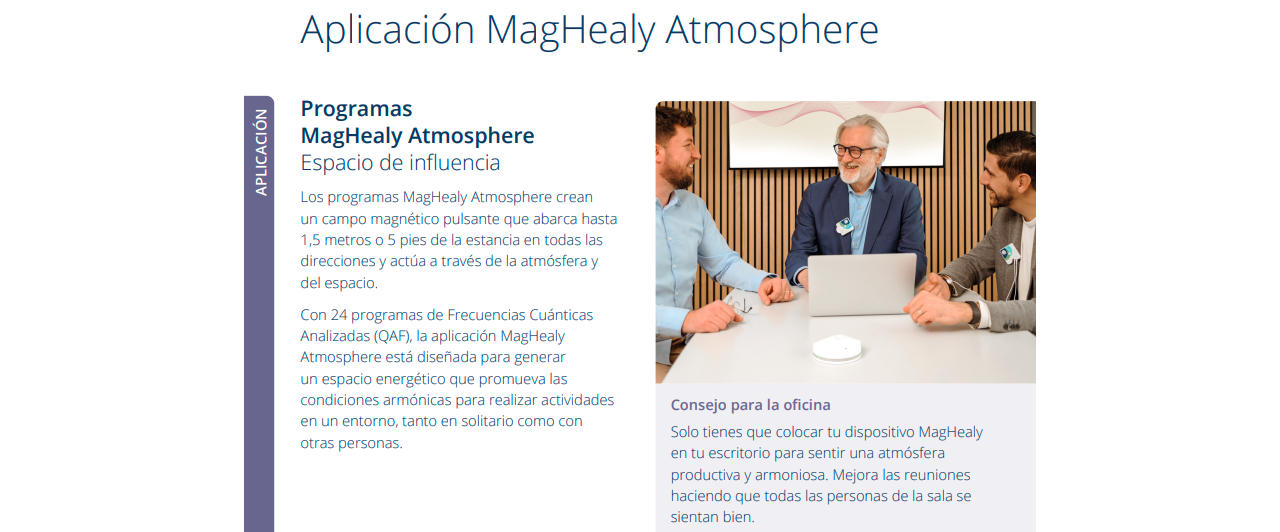 Aplicación MagHealy Atmosphere
APLICACIÓN
Programas
MagHealy Atmosphere
Espacio de influencia
Los programas MagHealy Atmosphere crean
un campo magnético pulsante que abarca hasta
1,5 metros o 5 pies de la estancia en todas las
direcciones y actúa a través de la atmósfera y
del espacio.
Con 24 programas de Frecuencias Cuánticas
Analizadas (QAF), la aplicación MagHealy
Atmosphere está diseñada para generar
un espacio energético que promueva las
condiciones armónicas para realizar actividades
en un entorno, tanto en solitario como con
otras personas.
Consejo para la oficina
Solo tienes que colocar tu dispositivo MagHealy
en tu escritorio para sentir una atmósfera
productiva y armoniosa. Mejora las reuniones
haciendo que todas las personas de la sala se
sientan bien.